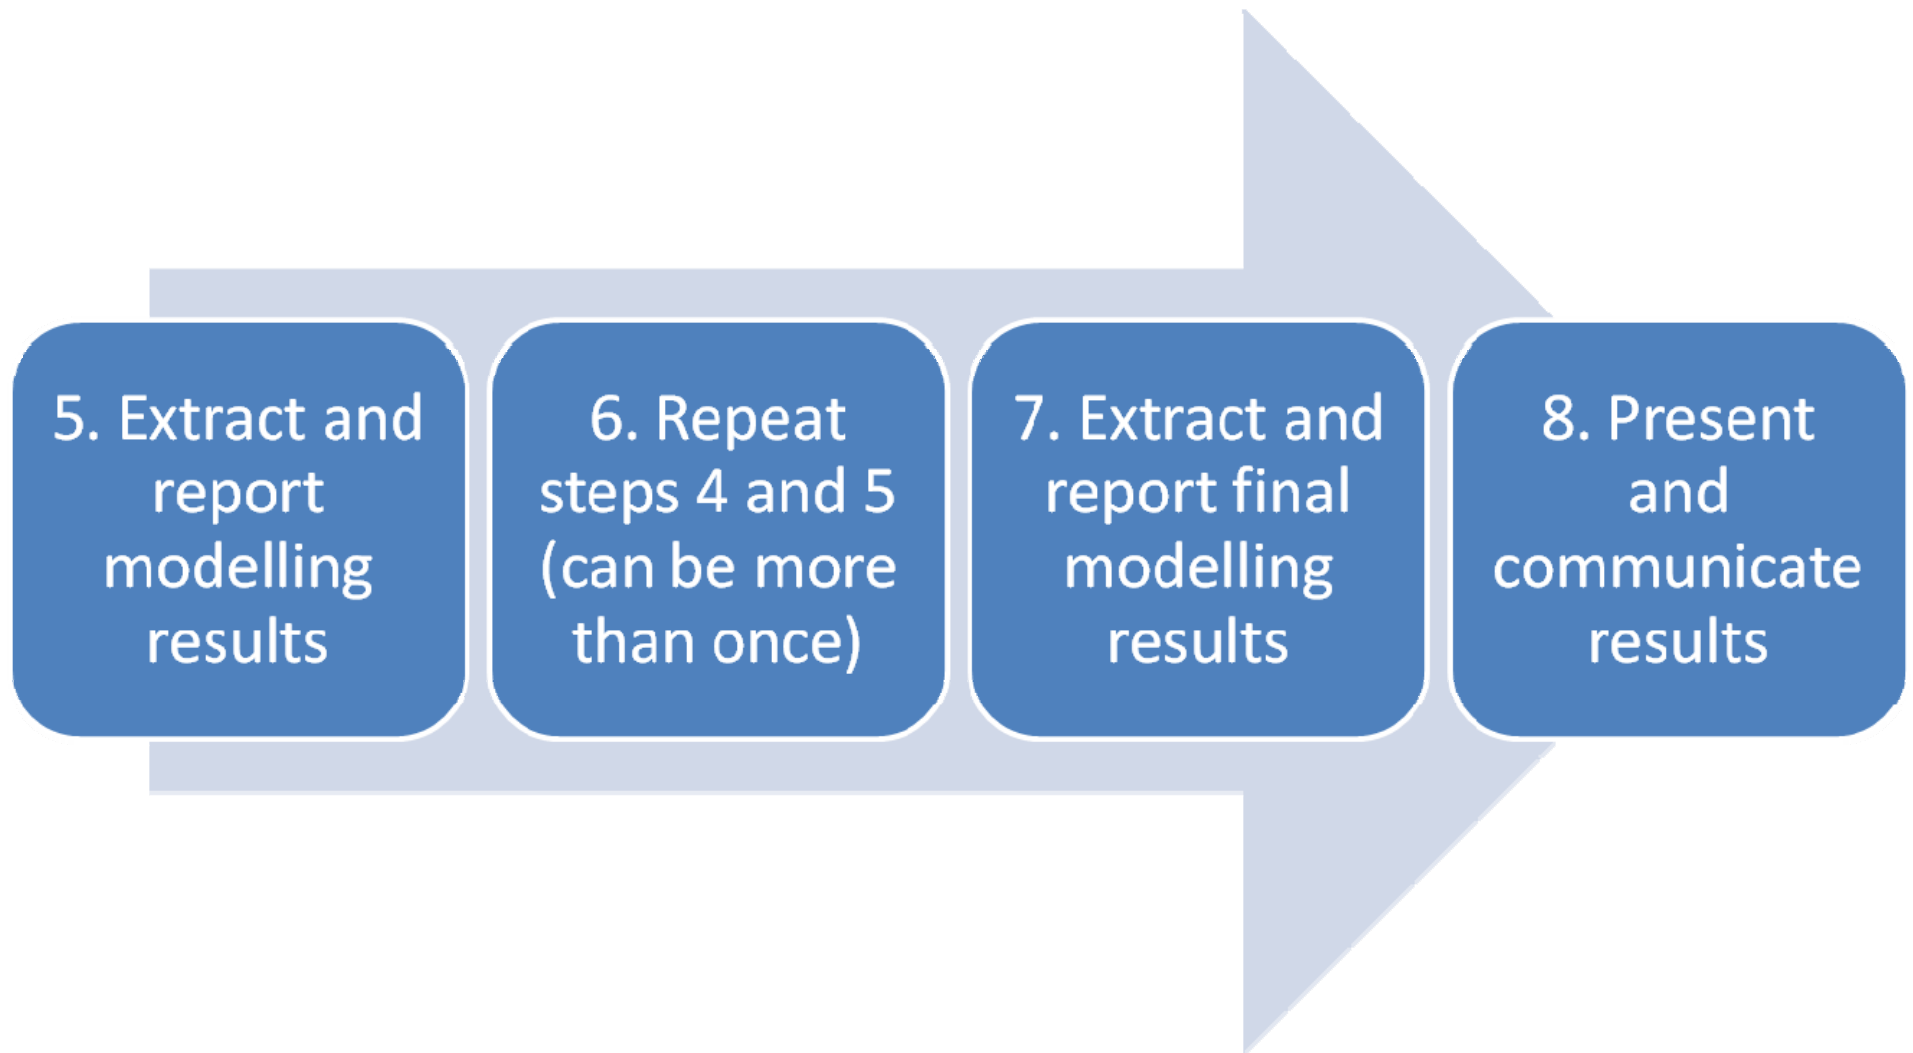 5. Extract and
report
modelling
results
6. Repeat
steps 4 and 5
(can be more
than once)
7. Extract and
report final
modelling
results
8. Present
and
communicate
results